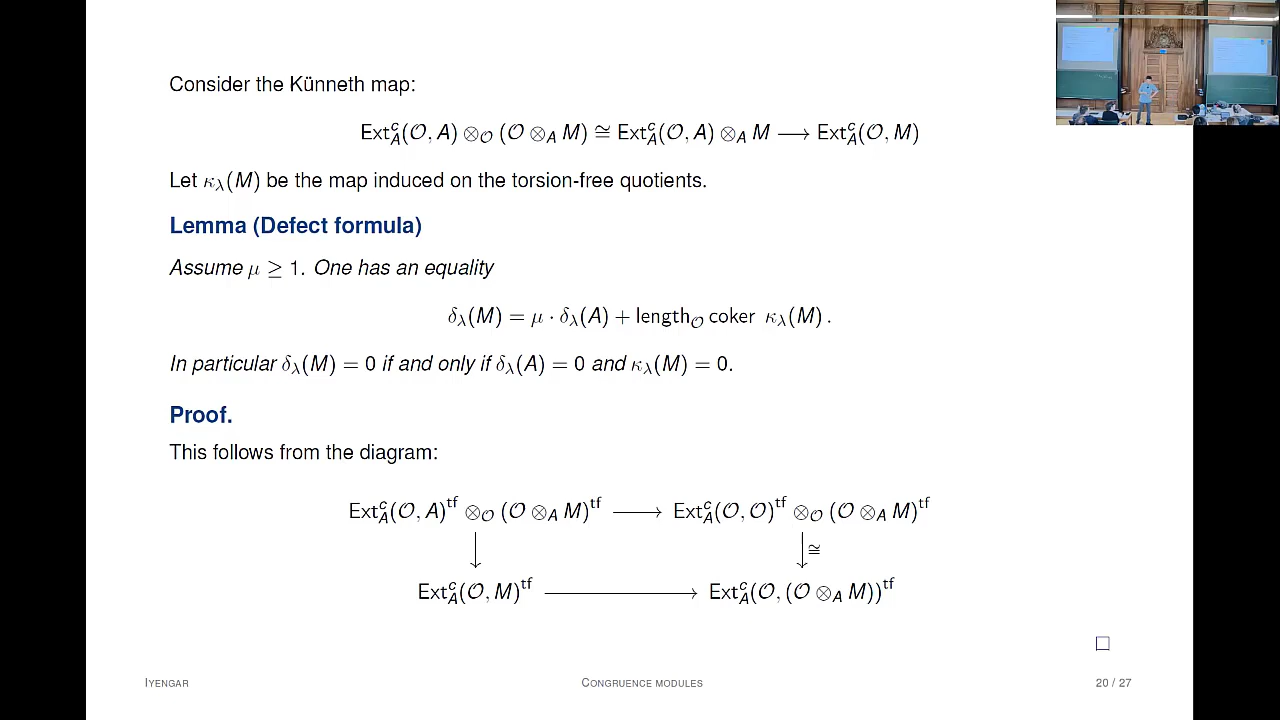 Consider the Künneth map:
Ext^c_A(𝒪, A) ⊗_𝒪 (𝒪 ⊗_A M) ≅ Ext^c_A(𝒪, A) ⊗_A M ⟶ Ext^c_A(𝒪, M)
Let κ_λ(M) be the map induced on the torsion-free quotients.
Lemma (Defect formula)
Assume μ ≥ 1. One has an equality
δ_λ(M) = μ · δ_λ(A) + length_𝒪 coker κ_λ(M) .
In particular δ_λ(M) = 0 if and only if δ_λ(A) = 0 and κ_λ(M) = 0.
Proof.
This follows from the diagram:
Ext^c_A(𝒪, A)^tf ⊗_𝒪 (𝒪 ⊗_A M)^tf ⟶ Ext^c_A(𝒪, 𝒪)^tf ⊗_𝒪 (𝒪 ⊗_A M)^tf
≅
Ext^c_A(𝒪, M)^tf ⟶ Ext^c_A(𝒪, (𝒪 ⊗_A M))^tf
□
IYENGAR CONGRUENCE MODULES 20 / 27